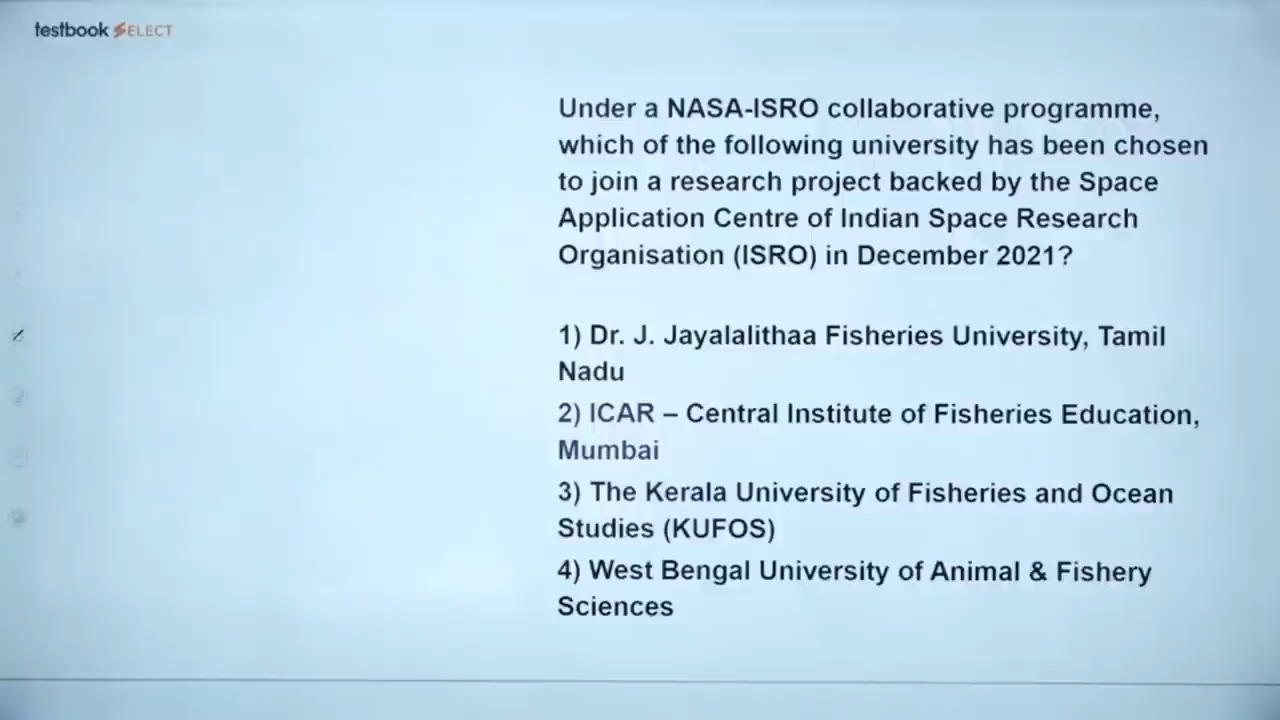 testbook SELECT
Under a NASA-ISRO collaborative programme,
which of the following university has been chosen
to join a research project backed by the Space
Application Centre of Indian Space Research
Organisation (ISRO) in December 2021?
1) Dr. J. Jayalalithaa Fisheries University, Tamil
Nadu
2) ICAR – Central Institute of Fisheries Education,
Mumbai
3) The Kerala University of Fisheries and Ocean
Studies (KUFOS)
4) West Bengal University of Animal & Fishery
Sciences